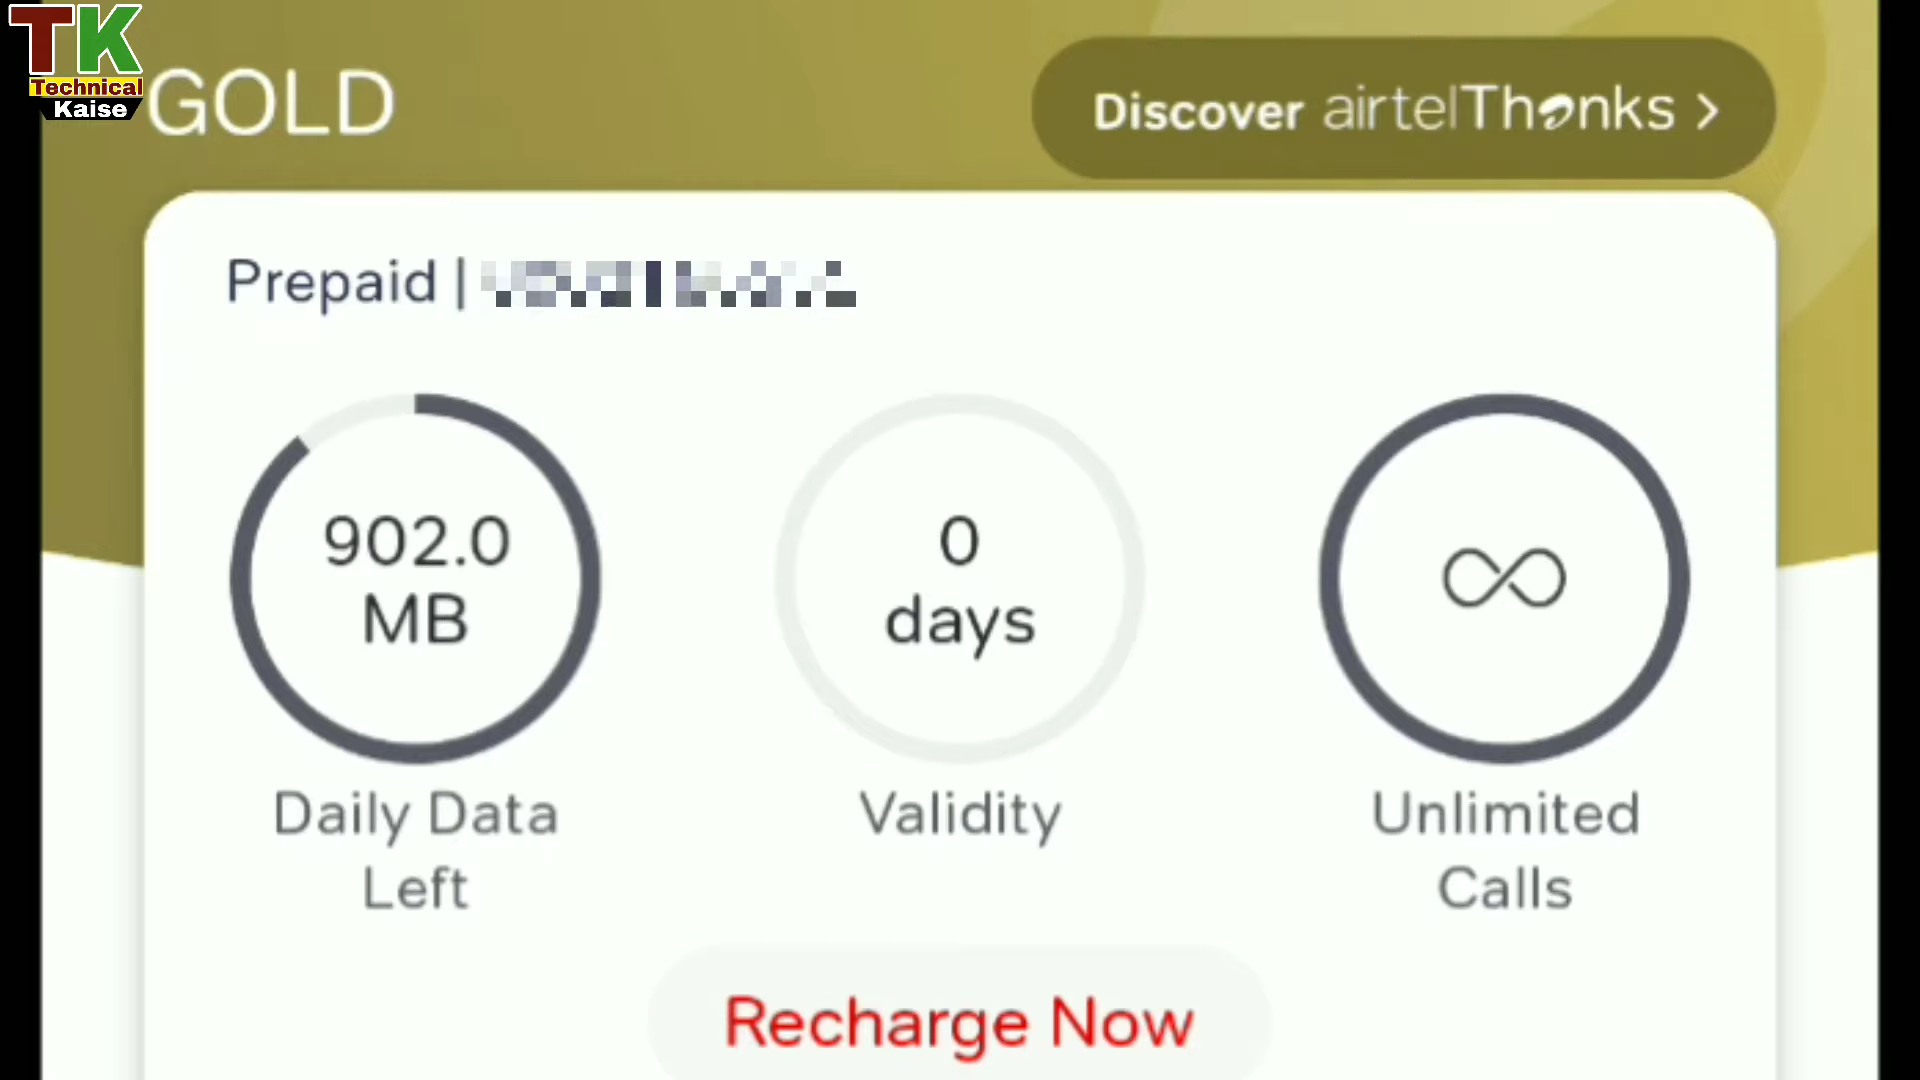 TK
Technical
Kaise
GOLD
Discover airtelThanks >
Prepaid |
902.0
MB
0
days
∞
Daily Data
Left
Validity
Unlimited
Calls
Recharge Now